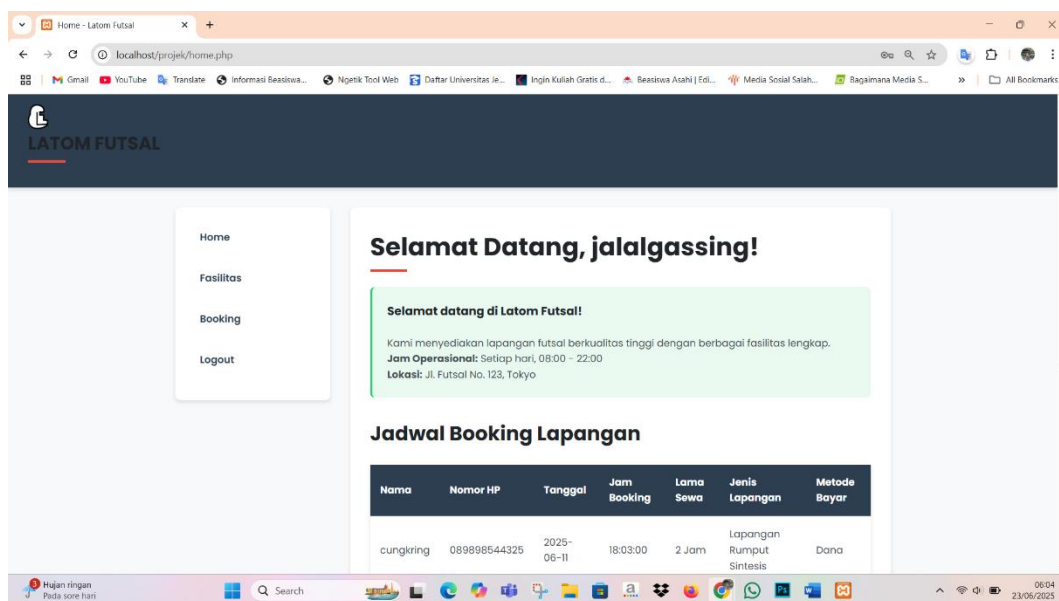 Home - Latom Futsal
localhost/projek/home.php
Gmail YouTube Translate Informasi Beasiswa... Ngetik Tool Web Daftar Universitas Je... Ingin Kuliah Gratis d... Beasiswa Asahi | Edi... Media Sosial Salah... Bagaimana Media S... » All Bookmarks
LATOM FUTSAL
Home
Fasilitas
Booking
Logout
Selamat Datang, jalalgassing!
Selamat datang di Latom Futsal!
Kami menyediakan lapangan futsal berkualitas tinggi dengan berbagai fasilitas lengkap.
Jam Operasional: Setiap hari, 08:00 - 22:00
Lokasi: Jl. Futsal No. 123, Tokyo
Jadwal Booking Lapangan
Nama Nomor HP Tanggal Jam Booking Lama Sewa Jenis Lapangan Metode Bayar
cungkring 089898544325 2025-06-11 18:03:00 2 Jam Lapangan Rumput Sintesis Dana
3
Hujan ringan
Pada sore hari
Search
06:04
23/06/2025